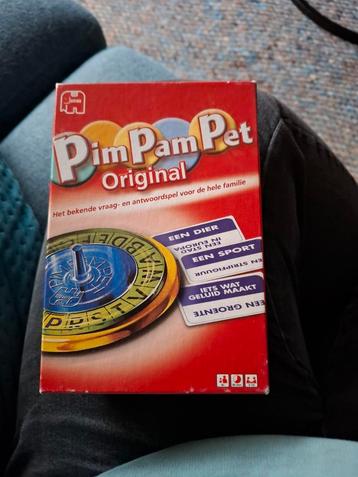 Jumbo
PimPamPet
Original
Het bekende vraag- en antwoordspel voor de hele familie
EEN DIER
EEN STAD
IN EUROPA
EEN SPORT
EEN STRIPFIGUUR
IETS WAT
GELUID MAAKT
EEN GROENTE